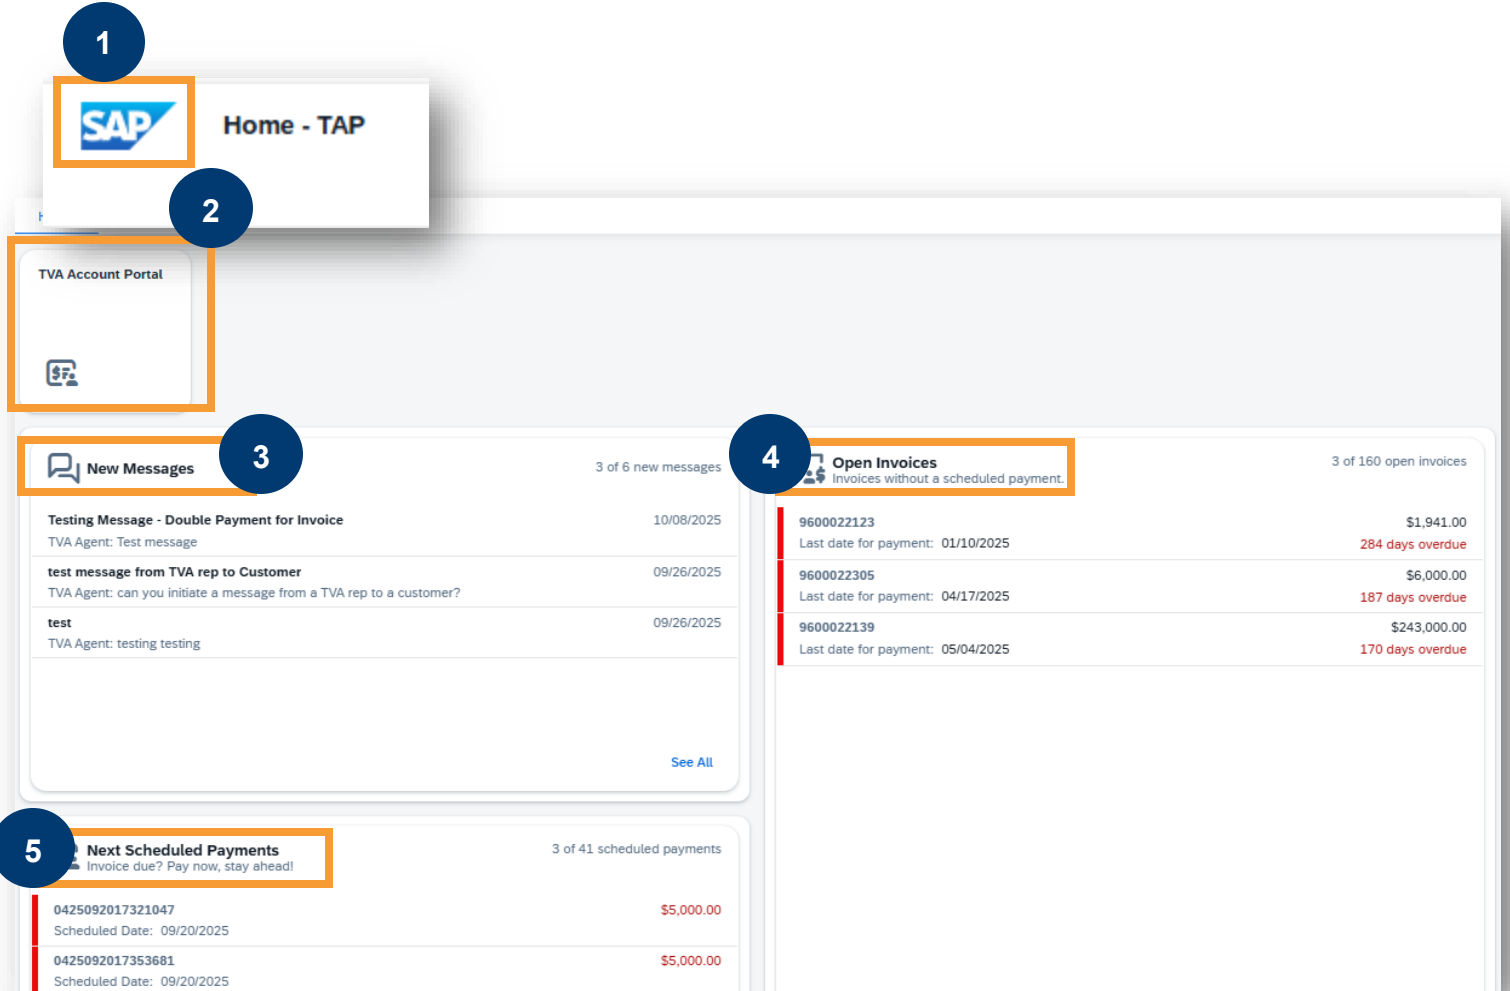 1
SAP
Home - TAP
2
TVA Account Portal
New Messages
3
3 of 6 new messages
Testing Message - Double Payment for Invoice
10/08/2025
TVA Agent: Test message
test message from TVA rep to Customer
09/26/2025
TVA Agent: can you initiate a message from a TVA rep to a customer?
test
09/26/2025
TVA Agent: testing testing
See All
4
Open Invoices
Invoices without a scheduled payment.
3 of 160 open invoices
9600022123
$1,941.00
Last date for payment: 01/10/2025
284 days overdue
9600022305
$6,000.00
Last date for payment: 04/17/2025
187 days overdue
9600022139
$243,000.00
Last date for payment: 05/04/2025
170 days overdue
5
Next Scheduled Payments
Invoice due? Pay now, stay ahead!
3 of 41 scheduled payments
0425092017321047
$5,000.00
Scheduled Date: 09/20/2025
0425092017353681
$5,000.00
Scheduled Date: 09/20/2025